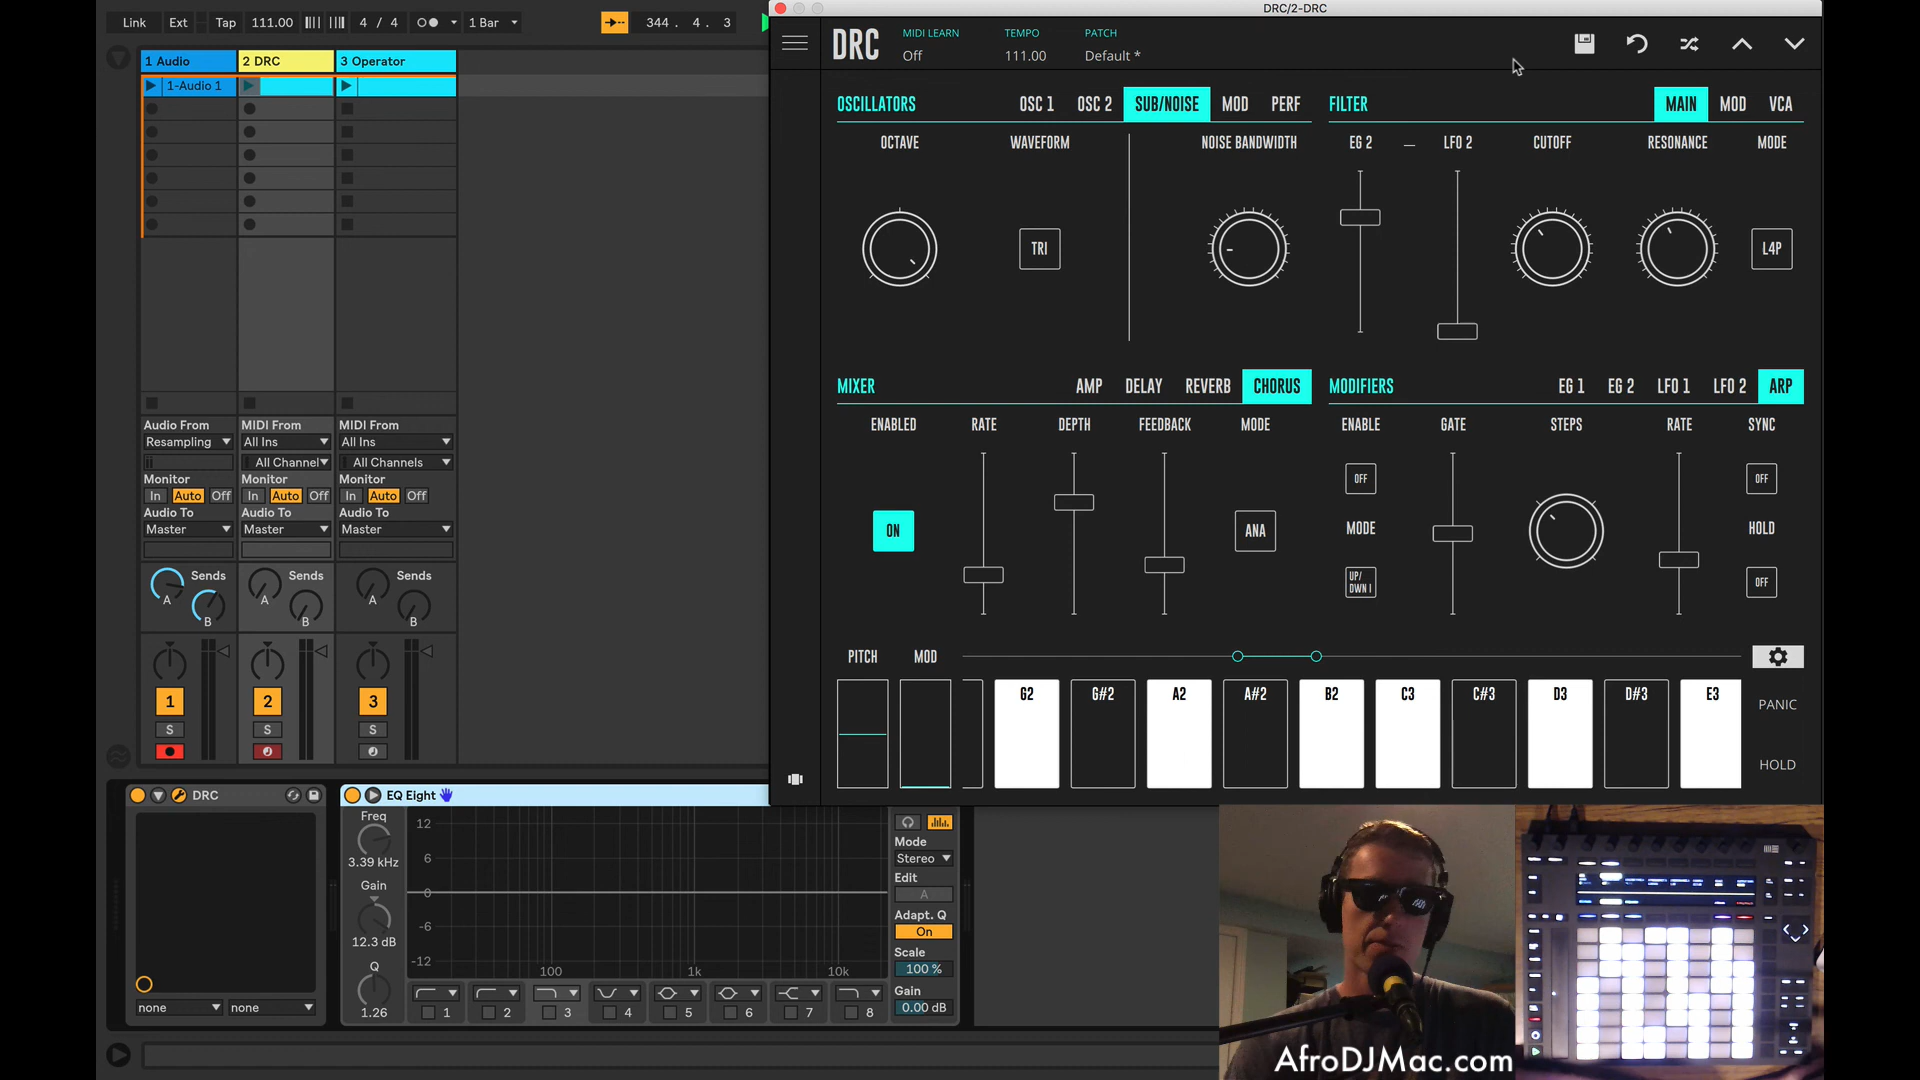 Link Ext Tap 111.00 4 / 4 1 Bar 344 . 4 . 3
DRC/2-DRC
DRC
MIDI LEARN TEMPO PATCH
Off 111.00 Default *
1 Audio 2 DRC 3 Operator
1-Audio 1
OSCILLATORS OSC 1 OSC 2 SUB/NOISE MOD PERF
OCTAVE WAVEFORM NOISE BANDWIDTH
TRI
FILTER MAIN MOD VCA
EG 2 – LFO 2 CUTOFF RESONANCE MODE
L4P
MIXER AMP DELAY REVERB CHORUS
ENABLED RATE DEPTH FEEDBACK MODE
ON ANA
MODIFIERS EG 1 EG 2 LFO 1 LFO 2 ARP
ENABLE GATE STEPS RATE SYNC
OFF OFF
MODE HOLD
UP/
DWN 1
OFF
Audio From MIDI From MIDI From
Resampling All Ins All Ins
All Channel All Channels
Monitor Monitor Monitor
In Auto Off In Auto Off In Auto Off
Audio To Audio To Audio To
Master Master Master
Sends Sends Sends
A A A
B B B
1 2 3
S S S
PITCH MOD
G2 G#2 A2 A#2 B2 C3 C#3 D3 D#3 E3
PANIC
HOLD
DRC
none none
EQ Eight
Freq
3.39 kHz
Gain
12.3 dB
Q
1.26
12
6
0
-6
-12
100 1k 10k
1 2 3 4 5 6 7 8
Mode
Stereo
Edit
A
Adapt. Q
On
Scale
100 %
Gain
0.00 dB
AfroDJMac.com